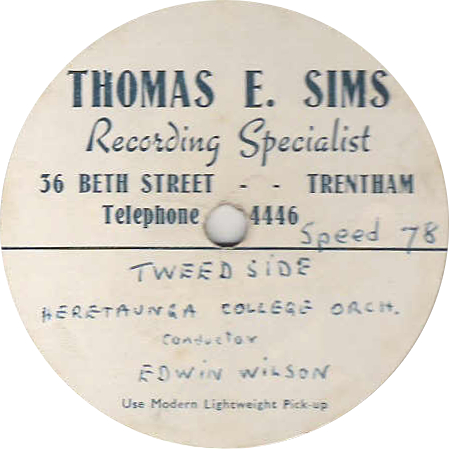 THOMAS E. SIMS
Recording Specialist
36 BETH STREET - - TRENTHAM
Telephone 4446
Speed 78
TWEED SIDE
HERETAUNGA COLLEGE ORCH.
Conductor
EDWIN WILSON
Use Modern Lightweight Pick-up